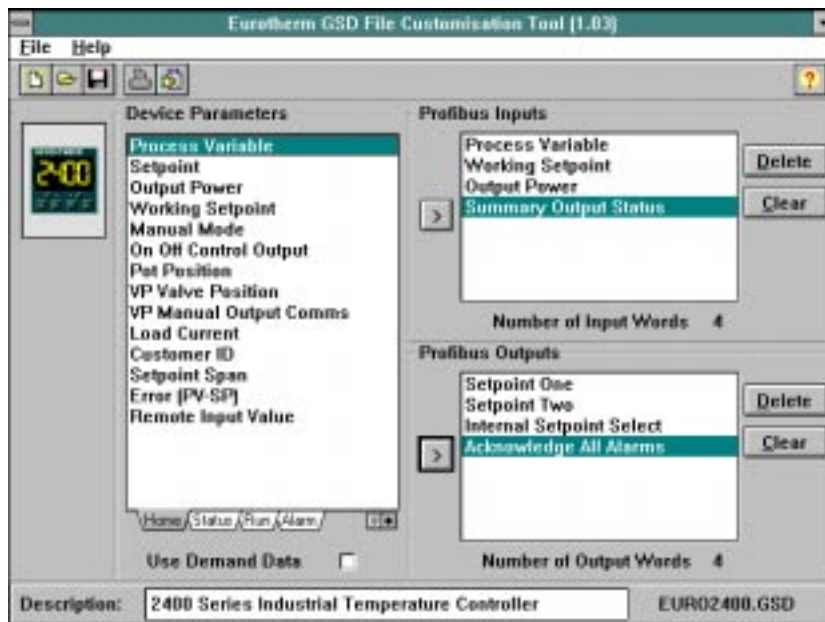 Eurotherm GSD File Customisation Tool (1.03)
File Help
Device Parameters
2400
Process Variable
Setpoint
Output Power
Working Setpoint
Manual Mode
On Off Control Output
Pot Position
VP Valve Position
VP Manual Output Comms
Load Current
Customer ID
Setpoint Span
Error (PV-SP)
Remote Input Value
Home Status Run Alarm
Use Demand Data
Profibus Inputs
Process Variable
Working Setpoint
Output Power
Summary Output Status
>
Delete
Clear
Number of Input Words 4
Profibus Outputs
Setpoint One
Setpoint Two
Internal Setpoint Select
Acknowledge All Alarms
>
Delete
Clear
Number of Output Words 4
Description: 2400 Series Industrial Temperature Controller EURO2400.GSD